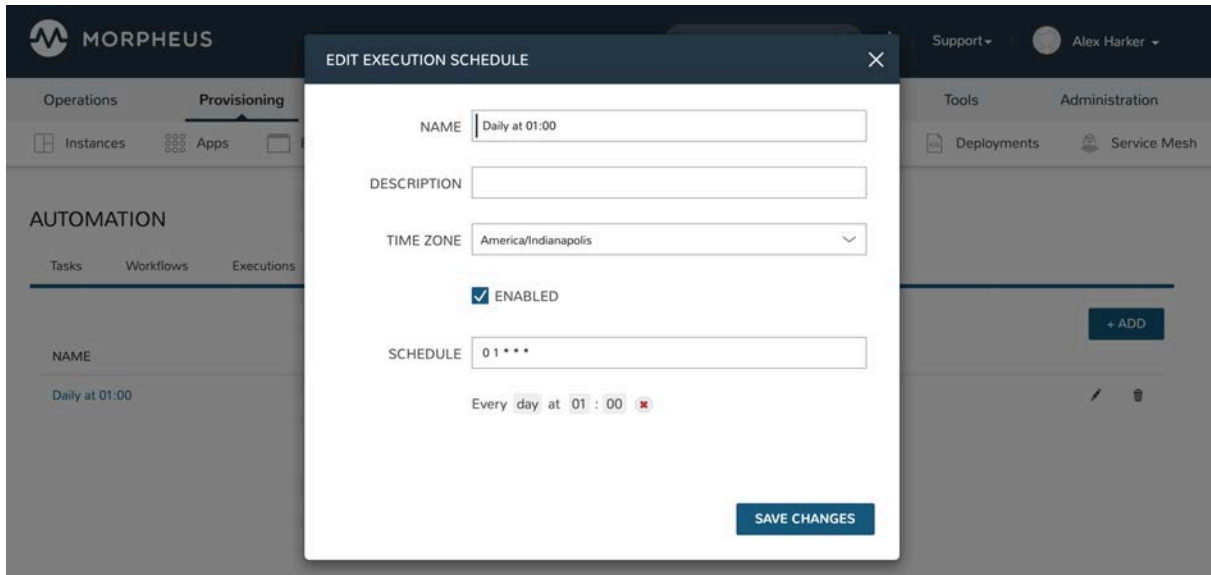 MORPHEUS
Support
Alex Harker
EDIT EXECUTION SCHEDULE
Operations
Provisioning
Tools
Administration
Instances
Apps
Deployments
Service Mesh
NAME
Daily at 01:00
DESCRIPTION
TIME ZONE
America/Indianapolis
ENABLED
SCHEDULE
0 1 * * *
Every day at 01 : 00
SAVE CHANGES
AUTOMATION
Tasks
Workflows
Executions
+ ADD
NAME
Daily at 01:00